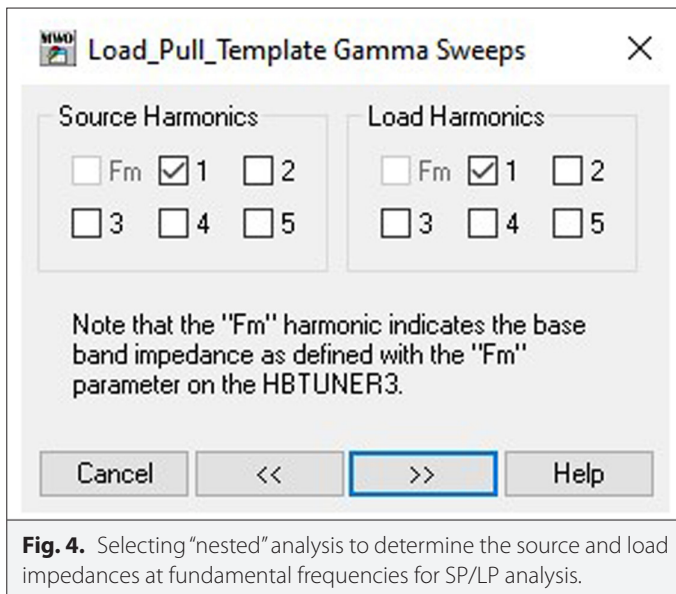 MWO
Load_Pull_Template Gamma Sweeps
Source Harmonics
Fm 1 2
3 4 5
Load Harmonics
Fm 1 2
3 4 5
Note that the "Fm" harmonic indicates the base
band impedance as defined with the "Fm"
parameter on the HBTUNER3.
Cancel << >> Help
Fig. 4. Selecting “nested” analysis to determine the source and load
impedances at fundamental frequencies for SP/LP analysis.